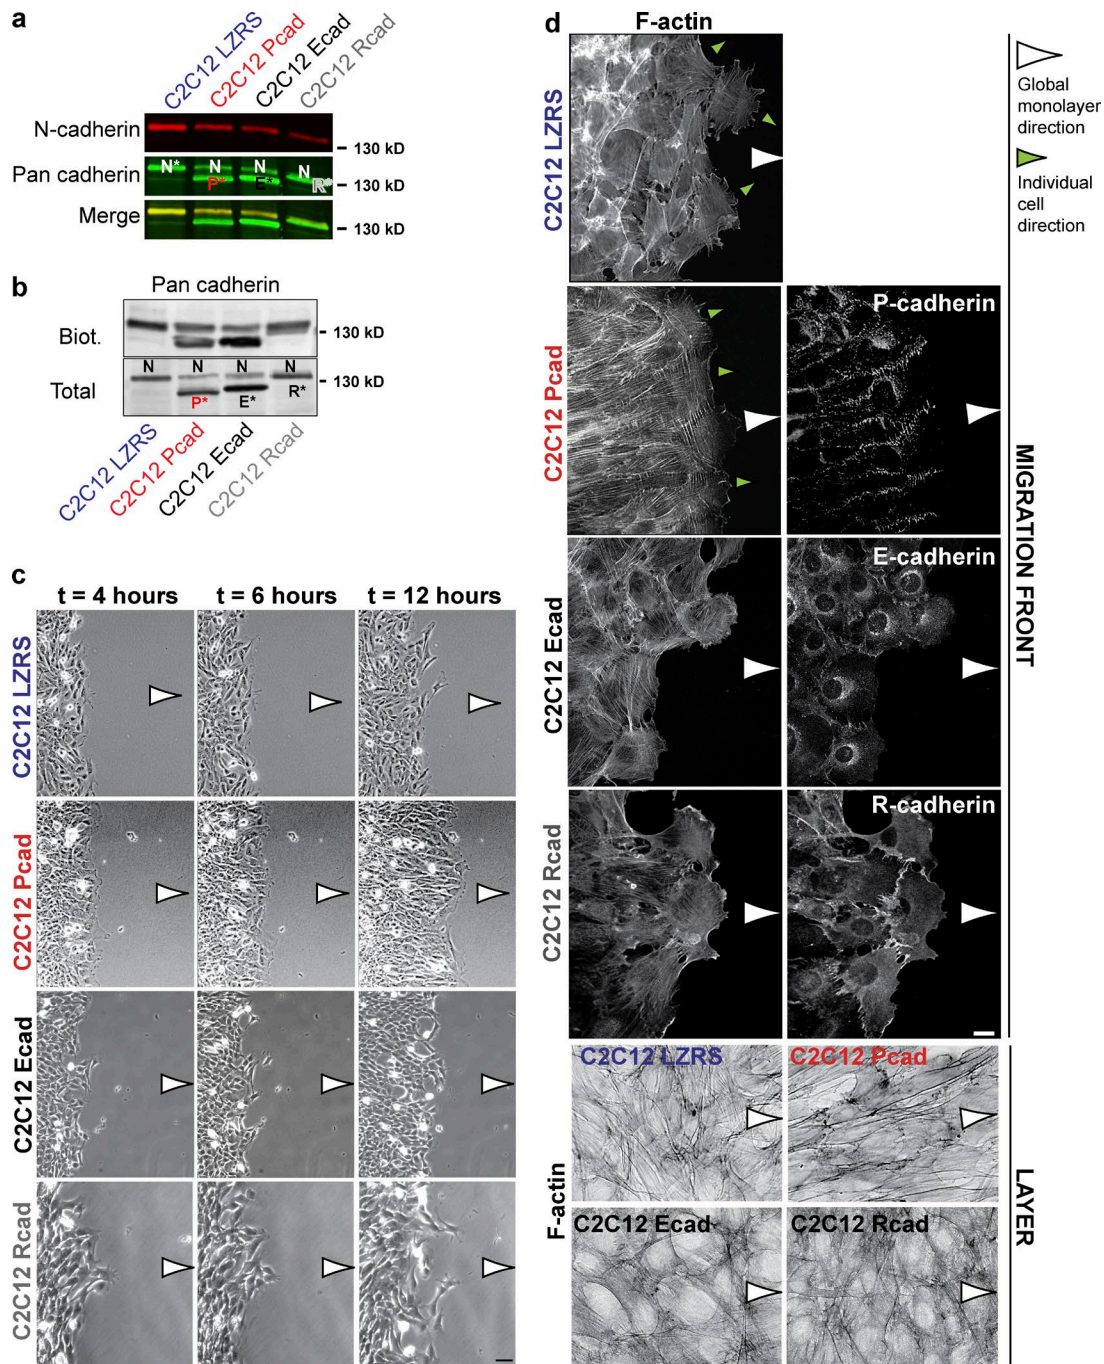 a
C2C12 LZRS
C2C12 Pcad
C2C12 Ecad
C2C12 Rcad
N-cadherin
130 kD
Pan cadherin
N* N N N
P* E* R*
130 kD
Merge
130 kD
b
Pan cadherin
Biot.
130 kD
Total
N N N N
130 kD
P* E* R*
C2C12 LZRS
C2C12 Pcad
C2C12 Ecad
C2C12 Rcad
c
t = 4 hours
t = 6 hours
t = 12 hours
C2C12 LZRS
C2C12 Pcad
C2C12 Ecad
C2C12 Rcad
d
F-actin
C2C12 LZRS
Global
monolayer
direction
Individual
cell
direction
C2C12 Pcad
P-cadherin
C2C12 Ecad
E-cadherin
C2C12 Rcad
R-cadherin
MIGRATION FRONT
F-actin
C2C12 LZRS
C2C12 Pcad
C2C12 Ecad
C2C12 Rcad
LAYER